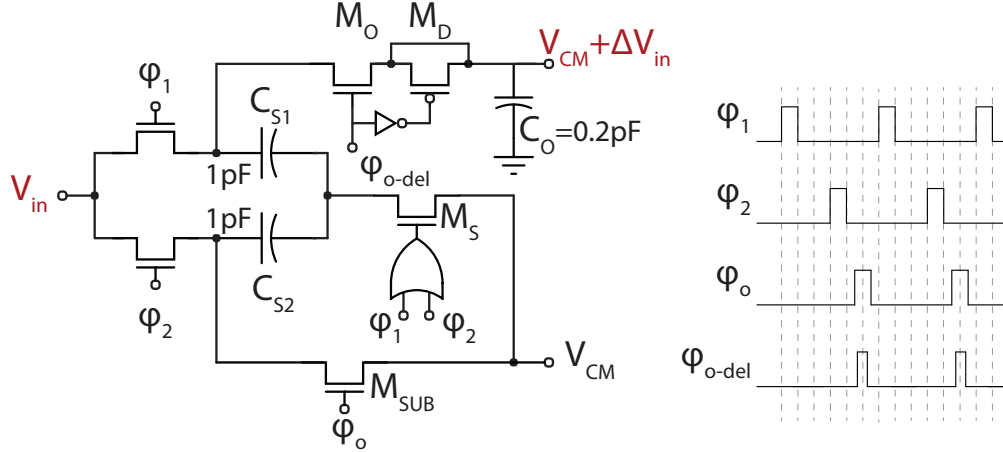 M_O M_D
V_CM+ΔV_in
φ_1
C_S1
1pF
C_O=0.2pF
φ_o-del
V_in
1pF
M_S
C_S2
φ_2
φ_1 φ_2
V_CM
M_SUB
φ_o
φ_1
φ_2
φ_o
φ_o-del